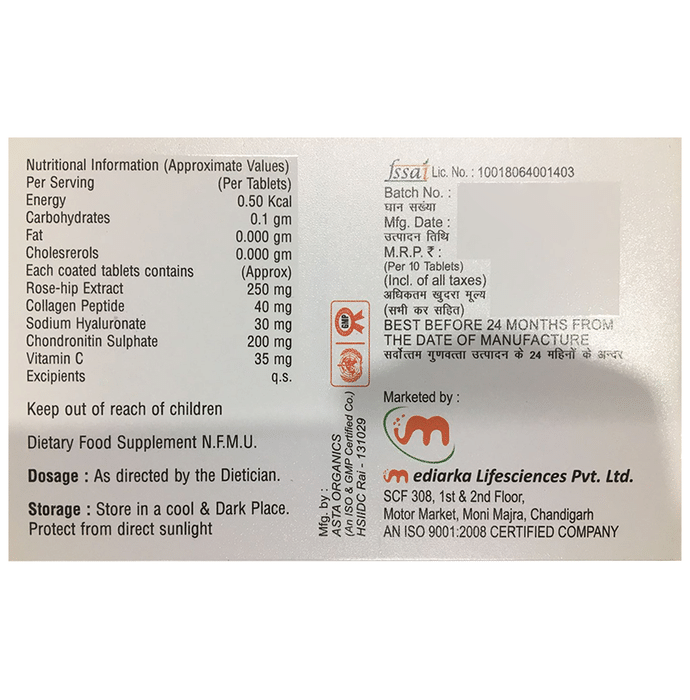 Nutritional Information (Approximate Values)
Per Serving (Per Tablets)
Energy 0.50 Kcal
Carbohydrates 0.1 gm
Fat 0.000 gm
Cholesrerols 0.000 gm
Each coated tablets contains (Approx)
Rose-hip Extract 250 mg
Collagen Peptide 40 mg
Sodium Hyaluronate 30 mg
Chondronitin Sulphate 200 mg
Vitamin C 35 mg
Excipients q.s.
Keep out of reach of children
Dietary Food Supplement N.F.M.U.
Dosage : As directed by the Dietician.
Storage : Store in a cool & Dark Place.
Protect from direct sunlight
GMP
Mfg. by :
ASTA ORGANICS
(An ISO & GMP Certified Co.)
HSIIDC Rai - 131029
fssai Lic. No. : 10018064001403
Batch No. :
घान सख्या
Mfg. Date :
उत्पादन तिथि
M.R.P. ₹ :
(Per 10 Tablets)
(Incl. of all taxes)
अधिकतम खुदरा मूल्य
(सभी कर सहित)
BEST BEFORE 24 MONTHS FROM
THE DATE OF MANUFACTURE
सर्वोत्तम गुणवत्ता उत्पादन के 24 महिनों के अन्दर
Marketed by :
m
mediarka Lifesciences Pvt. Ltd.
SCF 308, 1st & 2nd Floor,
Motor Market, Moni Majra, Chandigarh
AN ISO 9001:2008 CERTIFIED COMPANY